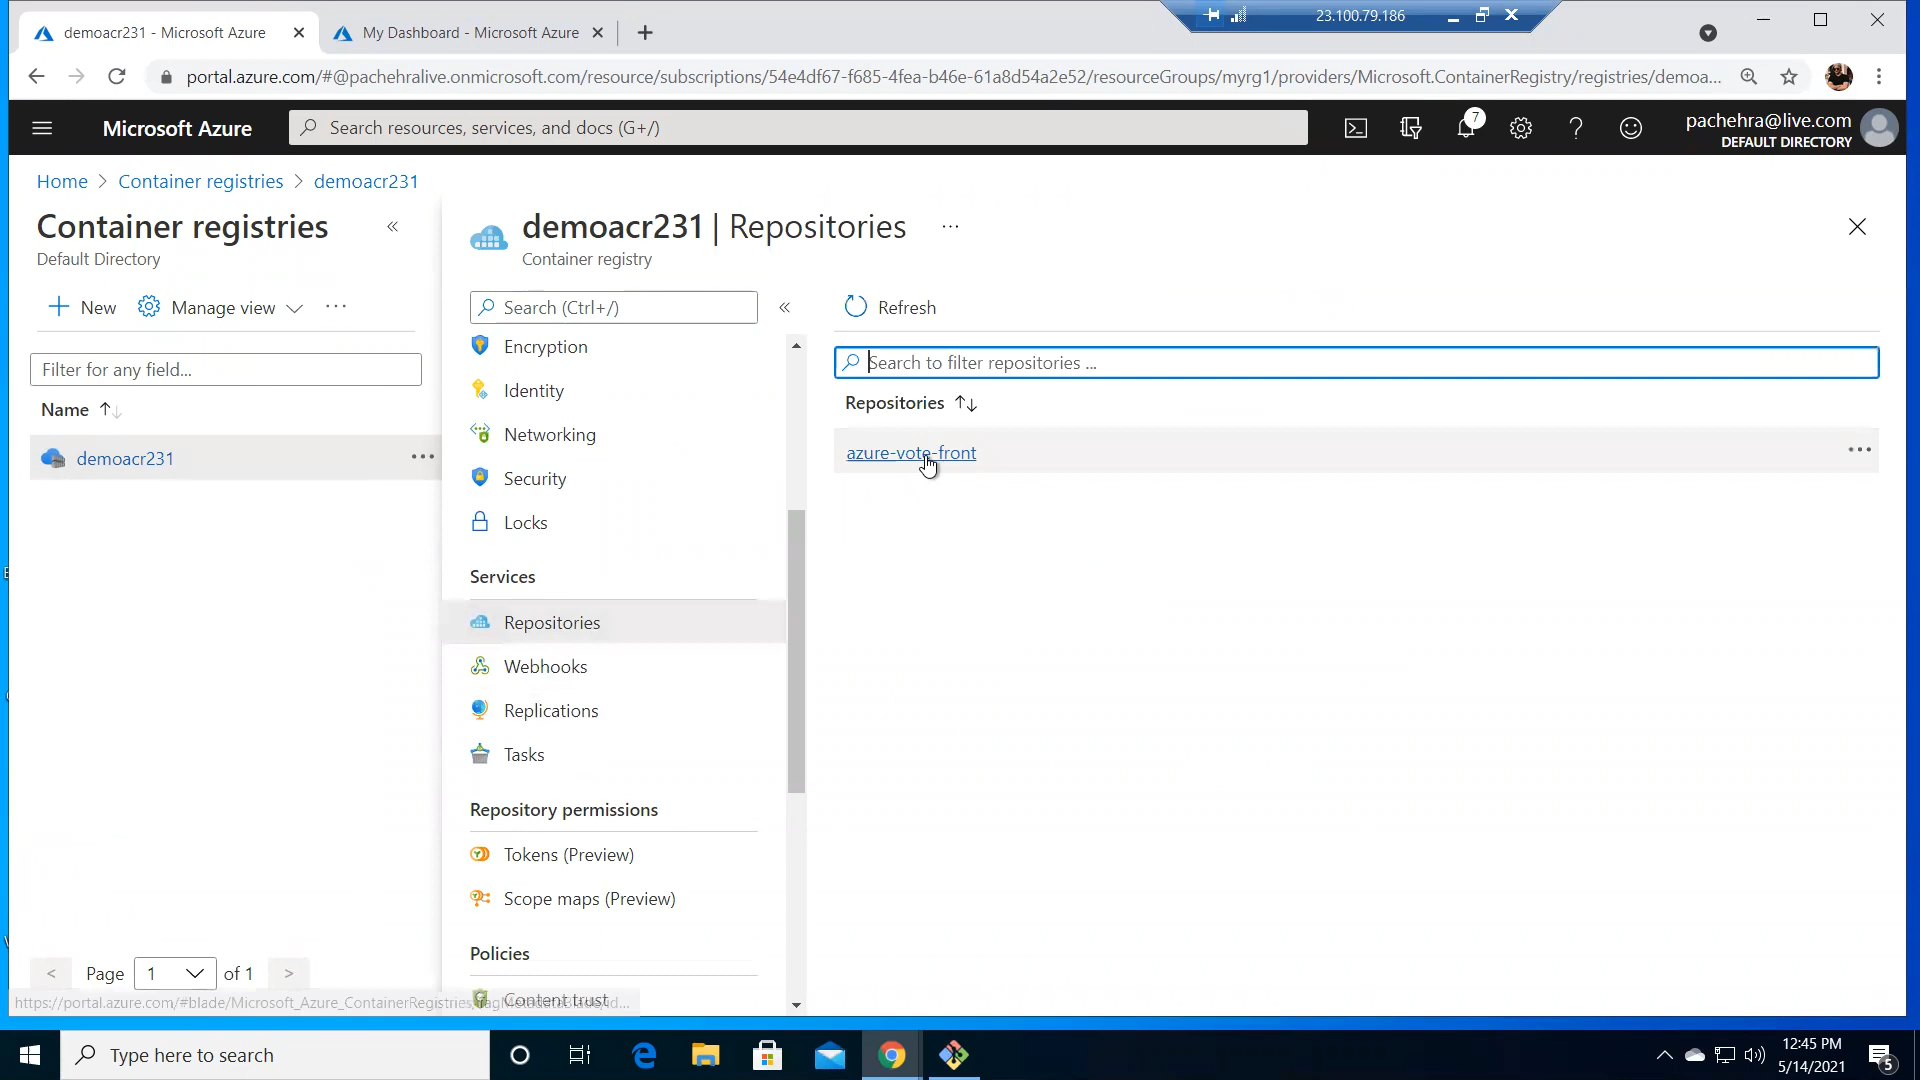 demoacr231 - Microsoft Azure
My Dashboard - Microsoft Azure
23.100.79.186
portal.azure.com/#@pachehralive.onmicrosoft.com/resource/subscriptions/54e4df67-f685-4fea-b46e-61a8d54a2e52/resourceGroups/myrg1/providers/Microsoft.ContainerRegistry/registries/demoa...
Microsoft Azure
Search resources, services, and docs (G+/)
7
pachehra@live.com
DEFAULT DIRECTORY
Home > Container registries > demoacr231
Container registries
Default Directory
New
Manage view
Filter for any field...
Name
demoacr231
Page 1 of 1
demoacr231 | Repositories
Container registry
Search (Ctrl+/)
Encryption
Identity
Networking
Security
Locks
Services
Repositories
Webhooks
Replications
Tasks
Repository permissions
Tokens (Preview)
Scope maps (Preview)
Policies
Content trust
Refresh
Search to filter repositories ...
Repositories
azure-vote-front
Type here to search
12:45 PM
5/14/2021
5